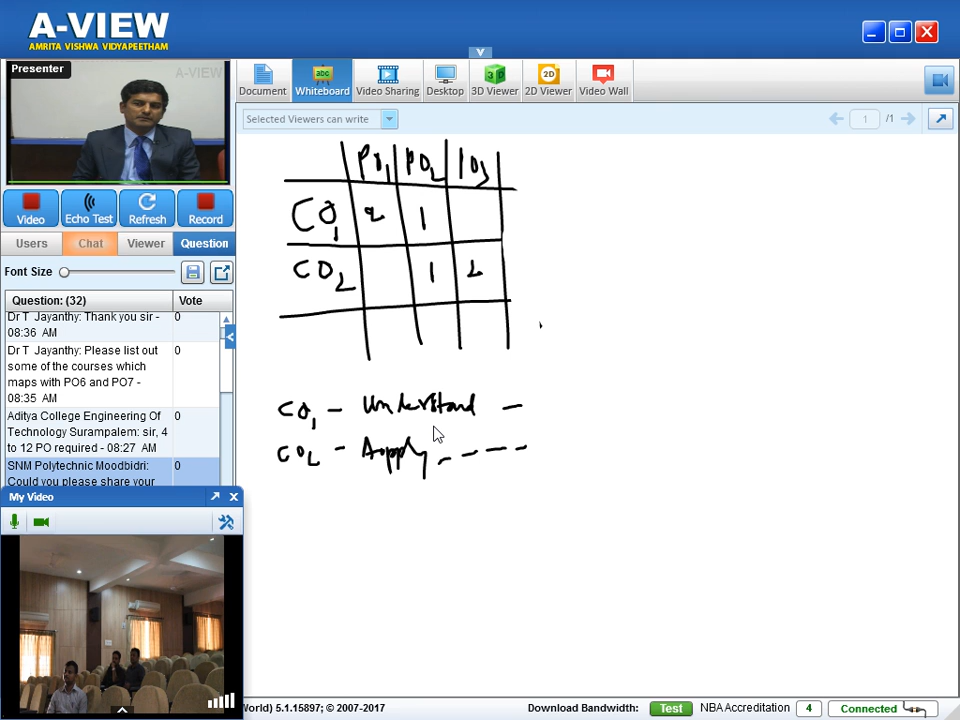 A-VIEW
AMRITA VISHWA VIDYAPEETHAM
Presenter
A-VIEW
Video
Echo Test
Refresh
Record
Users
Chat
Viewer
Question
Font Size
Question: (32)
Vote
Dr T Jayanthy: Thank you sir -
08:36 AM
0
Dr T Jayanthy: Please list out
some of the courses which
maps with PO6 and PO7 -
08:35 AM
0
Aditya College Engineering Of
Technology Surampalem: sir, 4
to 12 PO required - 08:27 AM
0
SNM Polytechnic Moodbidri:
Could you please share your
0
My Video
Document
Whiteboard
Video Sharing
Desktop
3D Viewer
2D Viewer
Video Wall
Selected Viewers can write
1 /1
PO1 PO2 PO3
CO1 2 1
CO2 1 2
CO1 - Understand -
CO2 - Apply - - - -
World) 5.1.15897; © 2007-2017
Download Bandwidth:
Test
NBA Accreditation
4
Connected